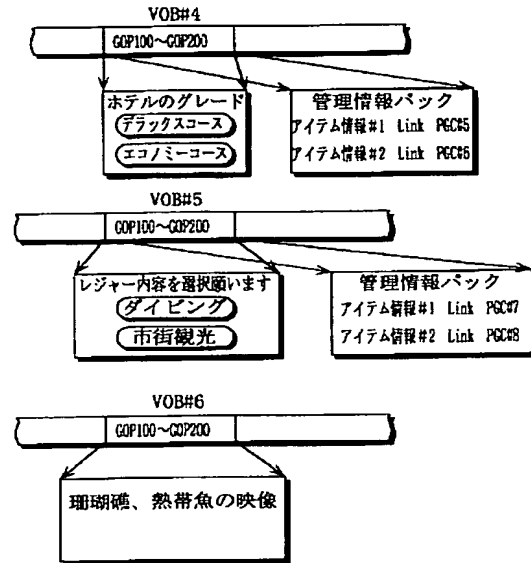 VOB#4
GOP100～GOP200
ホテルのグレード
デラックスコース
エコノミーコース
管理情報パック
アイテム情報#1 Link PGC#5
アイテム情報#2 Link PGC#6
VOB#5
GOP100～GOP200
レジャー内容を選択願います
ダイビング
市街観光
管理情報パック
アイテム情報#1 Link PGC#7
アイテム情報#2 Link PGC#8
VOB#6
GOP100～GOP200
珊瑚礁、熱帯魚の映像